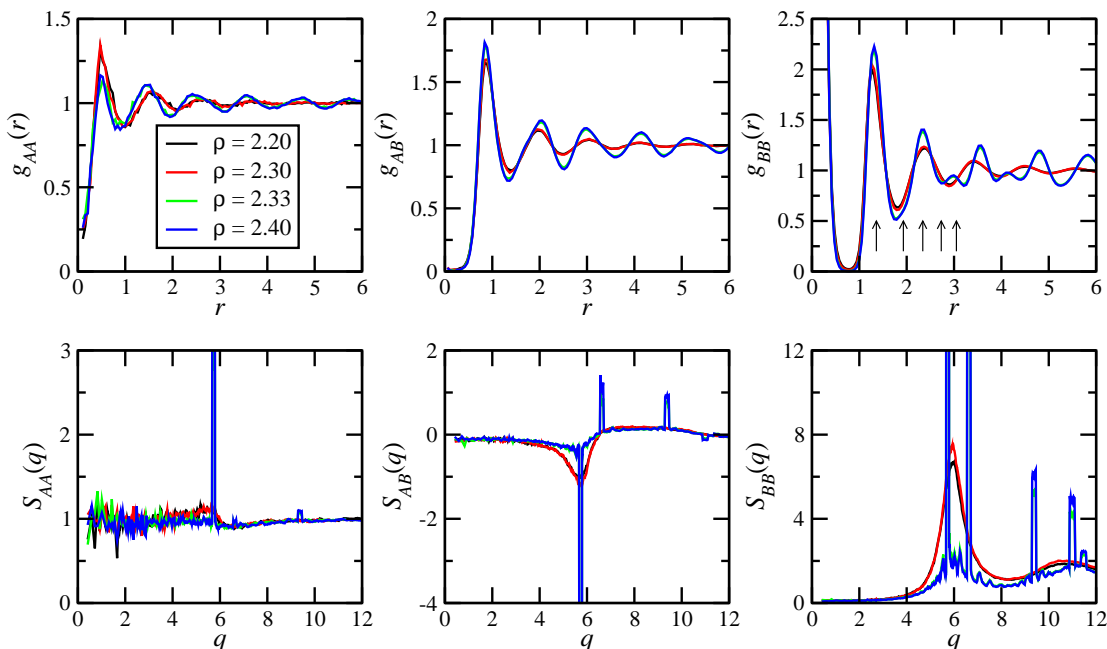 1.5
1
0.5
0
g_AA(r)
0 1 2 3 4 5 6
r
ρ = 2.20
ρ = 2.30
ρ = 2.33
ρ = 2.40
2
1.5
1
0.5
0
g_AB(r)
0 1 2 3 4 5 6
r
2.5
2.0
1.5
1.0
0.5
0
g_BB(r)
0 1 2 3 4 5 6
r
3
2
1
0
S_AA(q)
0 2 4 6 8 10 12
q
2
0
-2
-4
S_AB(q)
0 2 4 6 8 10 12
q
12
8
4
0
S_BB(q)
0 2 4 6 8 10 12
q